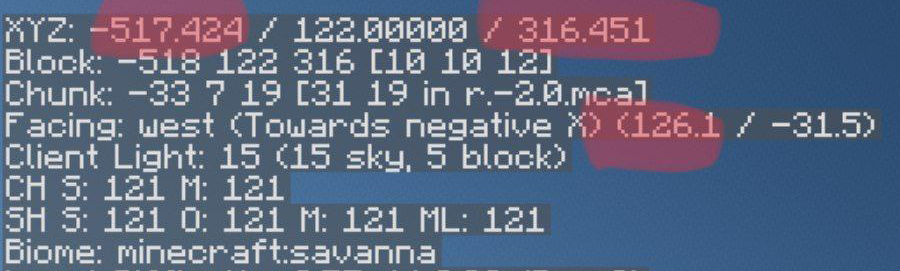 XYZ: -517.424 / 122.00000 / 316.451
Block: -518 122 316 [10 10 12]
Chunk: -33 7 19 [31 19 in r.-2.0.mca]
Facing: west (Towards negative X) (126.1 / -31.5)
Client Light: 15 (15 sky, 5 block)
CH S: 121 M: 121
SH S: 121 O: 121 M: 121 ML: 121
Biome: minecraft:savanna